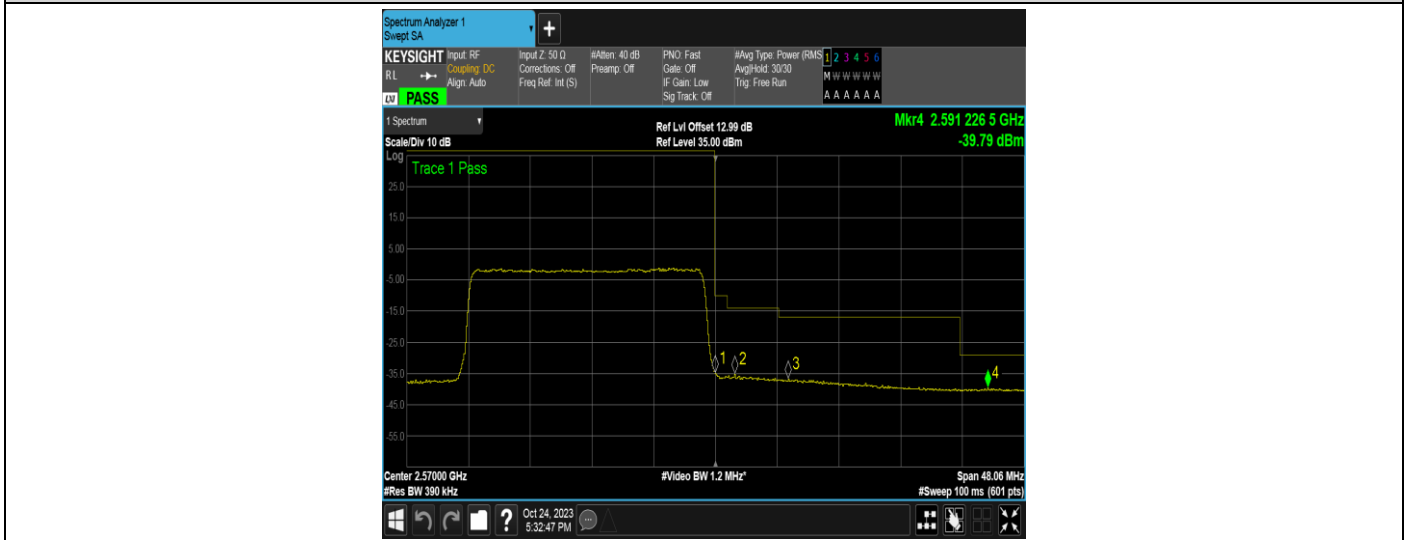 Spectrum Analyzer 1
Swept SA
+
KEYSIGHT Input: RF Input Z: 50 Ω #Atten: 40 dB PNO: Fast #Avg Type: Power (RMS 1 2 3 4 5 6
RL Coupling: DC Corrections: Off Preamp: Off Gate: Off Avg|Hold: 30/30 M W W W W W
Align: Auto Freq Ref: Int (S) IF Gain: Low Trig: Free Run
LXI PASS Sig Track: Off A A A A A A
1 Spectrum Ref Lvl Offset 12.99 dB Mkr4 2.591 226 5 GHz
Scale/Div 10 dB Ref Level 35.00 dBm -39.79 dBm
Log
Trace 1 Pass
25.0
15.0
5.00
-5.00
-15.0
-25.0
1 2 3
-35.0
4
-45.0
-55.0
Center 2.57000 GHz #Video BW 1.2 MHz* Span 48.06 MHz
#Res BW 390 kHz #Sweep 100 ms (601 pts)
? Oct 24, 2023
5:32:47 PM